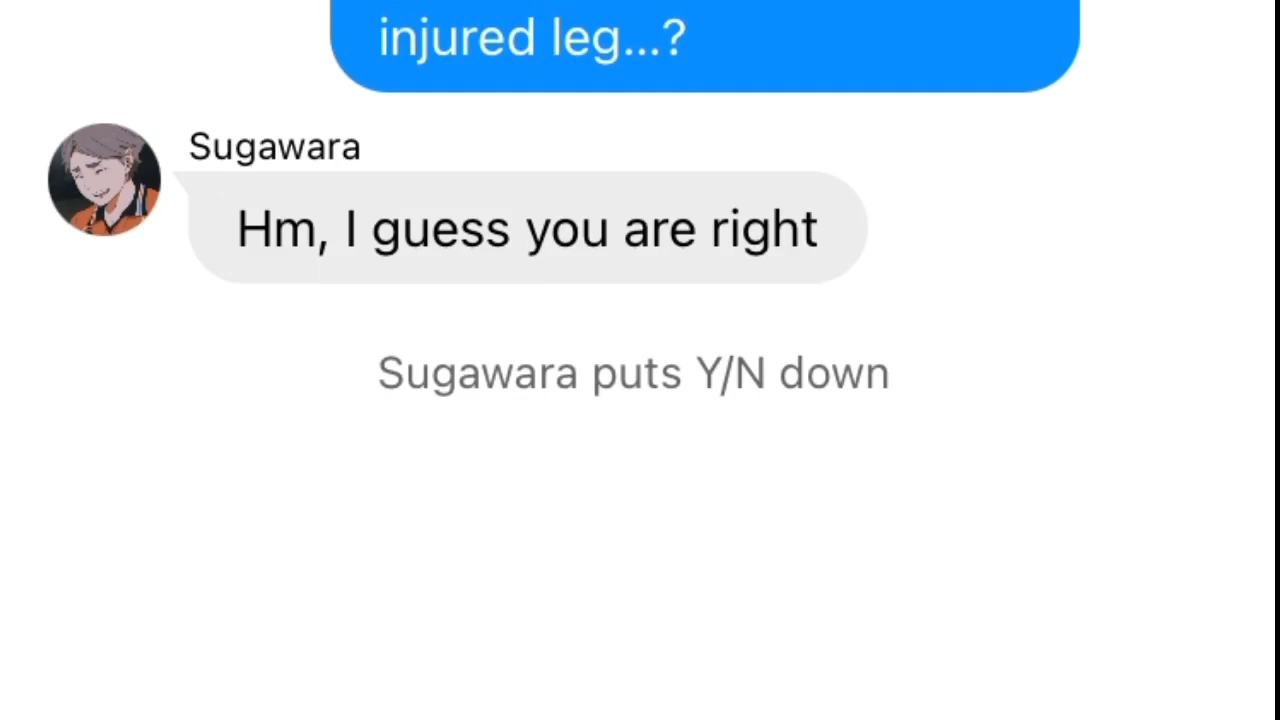 injured leg...?
Sugawara
Hm, I guess you are right
Sugawara puts Y/N down